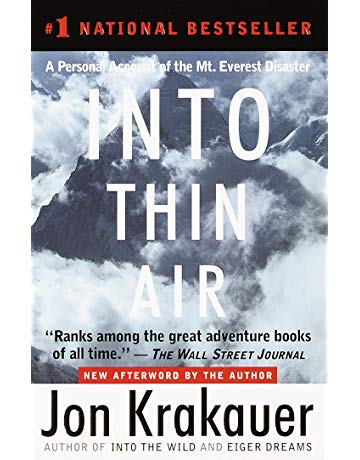 #1 NATIONAL BESTSELLER
A Personal Account of the Mt. Everest Disaster
INTO
THIN
AIR
“Ranks among the great adventure books
of all time.” — THE WALL STREET JOURNAL
NEW AFTERWORD BY THE AUTHOR
Jon Krakauer
AUTHOR OF INTO THE WILD AND EIGER DREAMS